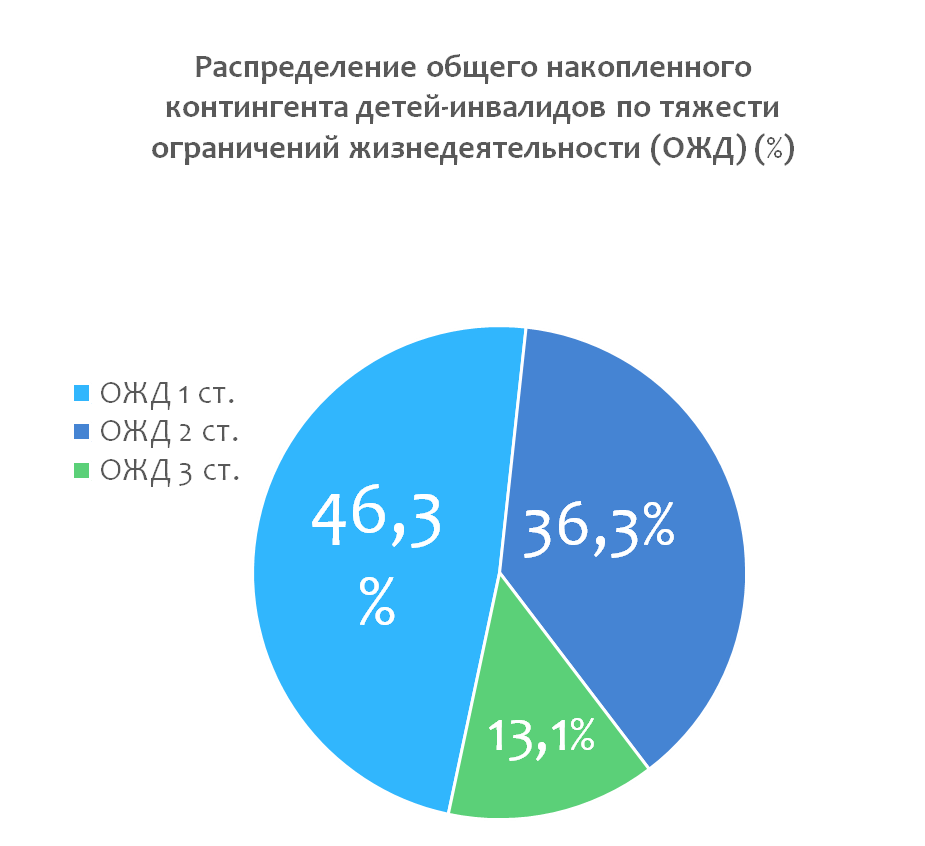 Распределение общего накопленного
контингента детей-инвалидов по тяжести
ограничений жизнедеятельности (ОЖД) (%)
ОЖД 1 ст.
ОЖД 2 ст.
ОЖД 3 ст.
46,3
%
36,3%
13,1%